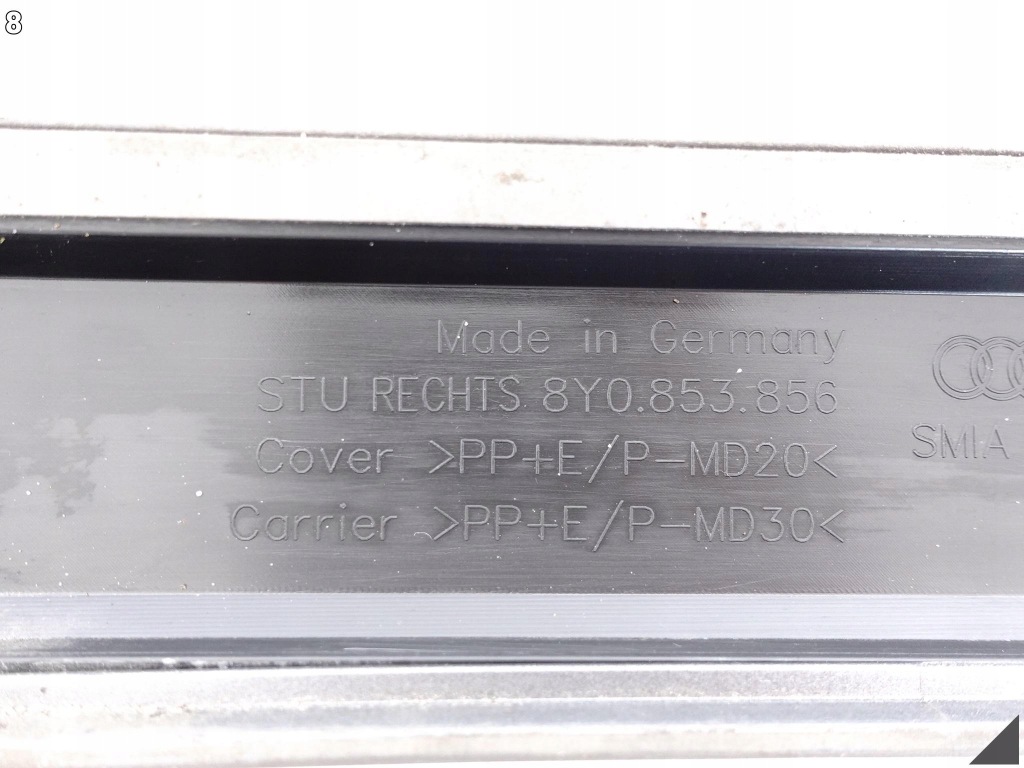 8
Made in Germany
STU RECHTS 8Y0.853.856
Cover >PP+E/P-MD20<
SMIA
Carrier >PP+E/P-MD30<